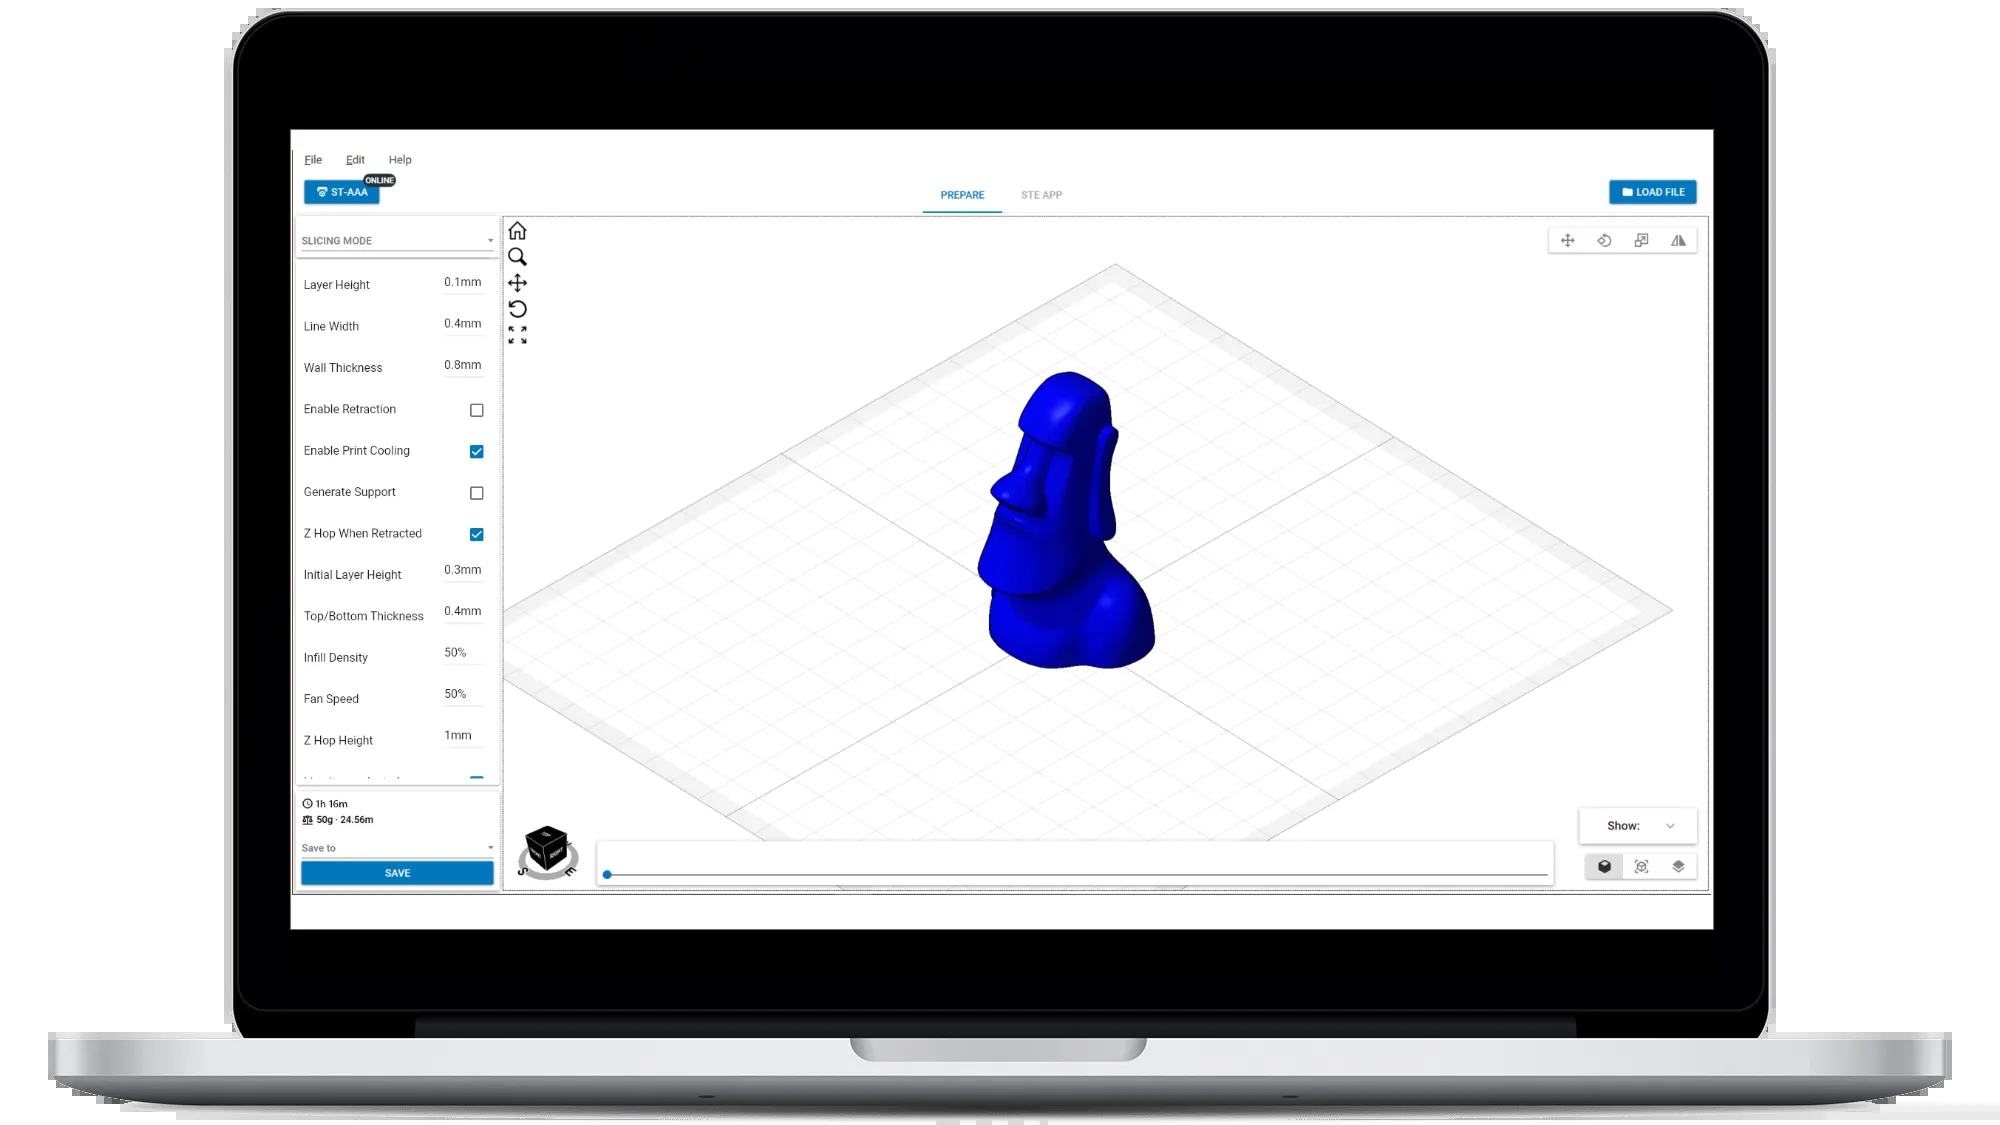 File Edit Help
ST-AAA ONLINE
PREPARE STE APP
LOAD FILE
SLICING MODE
Layer Height 0.1mm
Line Width 0.4mm
Wall Thickness 0.8mm
Enable Retraction
Enable Print Cooling
Generate Support
Z Hop When Retracted
Initial Layer Height 0.3mm
Top/Bottom Thickness 0.4mm
Infill Density 50%
Fan Speed 50%
Z Hop Height 1mm
1h 16m
50g · 24.56m
Save to
SAVE
TOP
RIGHT
S E
Show: